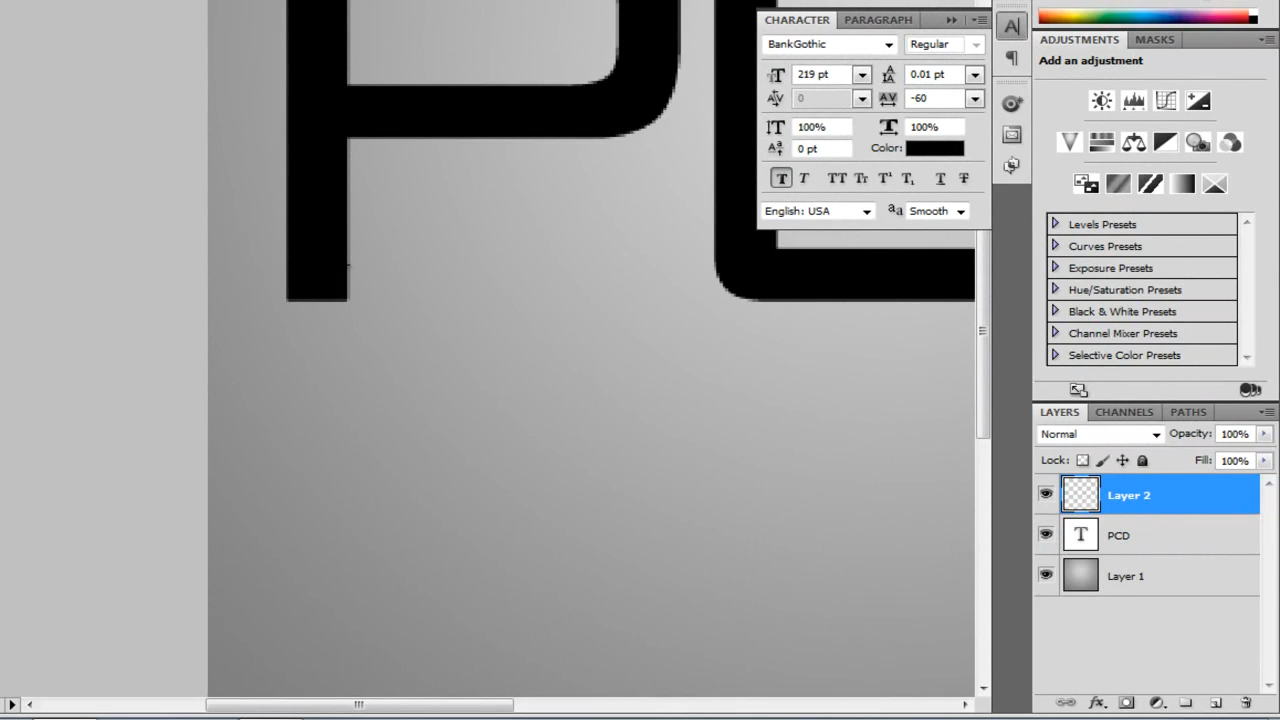 CHARACTER PARAGRAPH
BankGothic Regular
219 pt 0.01 pt
0 -60
100% 100%
0 pt Color:
T T TT Tr T¹ T₁ T T
English: USA aa Smooth
ADJUSTMENTS MASKS
Add an adjustment
Levels Presets
Curves Presets
Exposure Presets
Hue/Saturation Presets
Black & White Presets
Channel Mixer Presets
Selective Color Presets
LAYERS CHANNELS PATHS
Normal Opacity: 100%
Lock: Fill: 100%
Layer 2
T PCD
Layer 1
fx
P